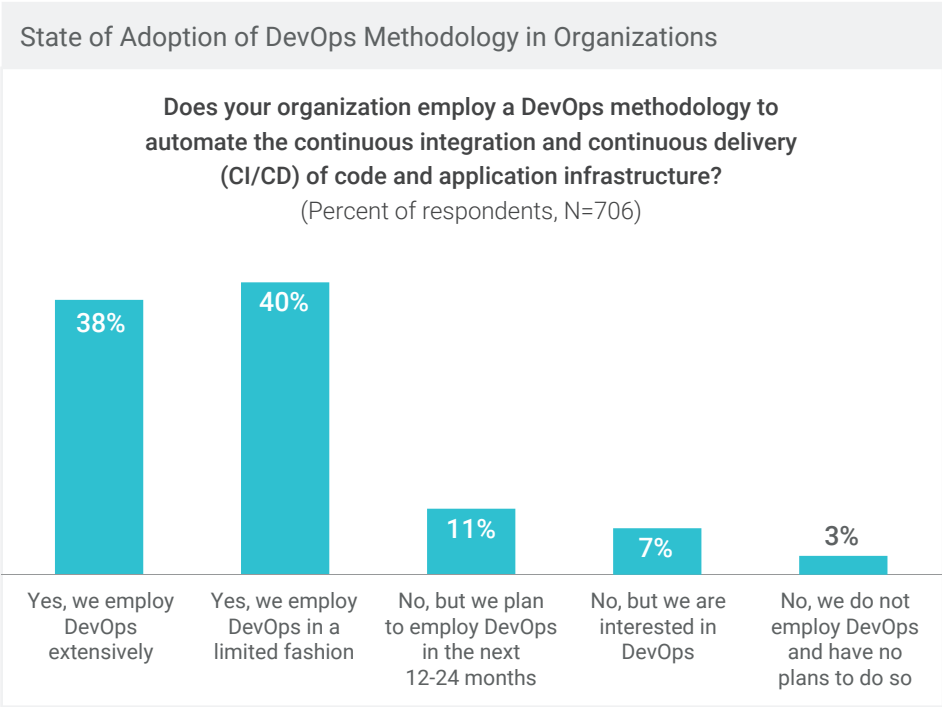 State of Adoption of DevOps Methodology in Organizations
Does your organization employ a DevOps methodology to
automate the continuous integration and continuous delivery
(CI/CD) of code and application infrastructure?
(Percent of respondents, N=706)
38%
40%
11%
7%
3%
Yes, we employ
DevOps
extensively
Yes, we employ
DevOps in a
limited fashion
No, but we plan
to employ DevOps
in the next
12-24 months
No, but we are
interested in
DevOps
No, we do not
employ DevOps
and have no
plans to do so